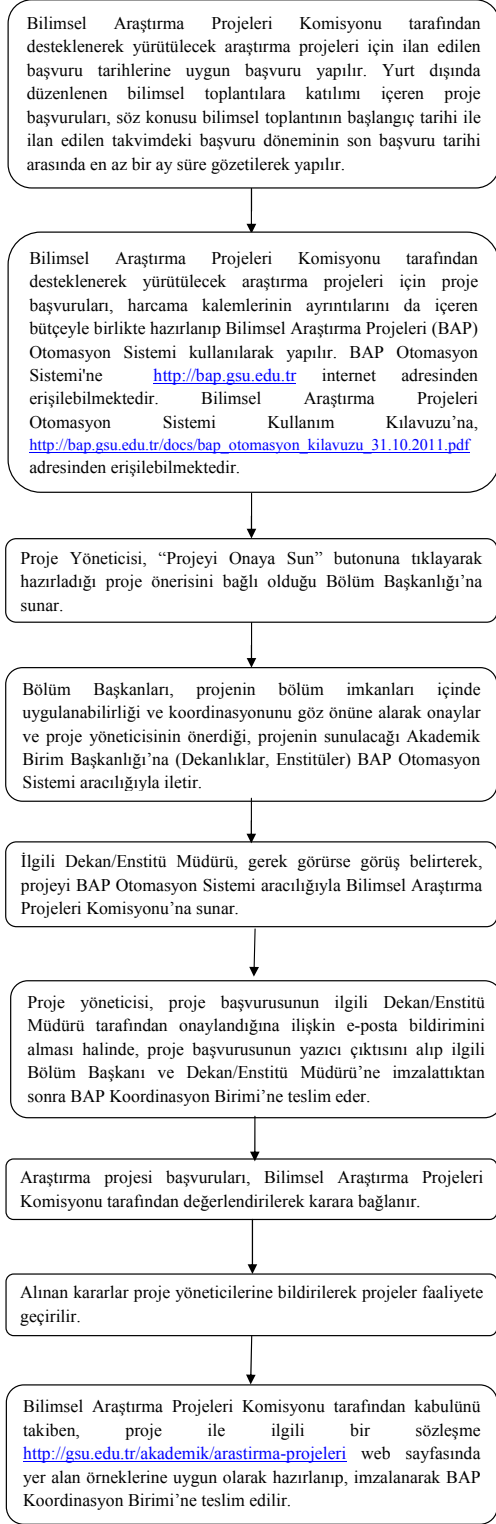 Bilimsel Araştırma Projeleri Komisyonu tarafından
desteklenerek yürütülecek araştırma projeleri için ilan edilen
başvuru tarihlerine uygun başvuru yapılır. Yurt dışında
düzenlenen bilimsel toplantılara katılımı içeren proje
başvuruları, söz konusu bilimsel toplantının başlangıç tarihi ile
ilan edilen takvimdeki başvuru döneminin son başvuru tarihi
arasında en az bir ay süre gözetilerek yapılır.
Bilimsel Araştırma Projeleri Komisyonu tarafından
desteklenerek yürütülecek araştırma projeleri için proje
başvuruları, harcama kalemlerinin ayrıntılarını da içeren
bütçeyle birlikte hazırlanıp Bilimsel Araştırma Projeleri (BAP)
Otomasyon Sistemi kullanılarak yapılır. BAP Otomasyon
Sistemi'ne http://bap.gsu.edu.tr internet adresinden
erişilebilmektedir. Bilimsel Araştırma Projeleri
Otomasyon Sistemi Kullanım Kılavuzu’na,
http://bap.gsu.edu.tr/docs/bap_otomasyon_kilavuzu_31.10.2011.pdf
adresinden erişilebilmektedir.
Proje Yöneticisi, “Projeyi Onaya Sun” butonuna tıklayarak
hazırladığı proje önerisini bağlı olduğu Bölüm Başkanlığı’na
sunar.
Bölüm Başkanları, projenin bölüm imkanları içinde
uygulanabilirliği ve koordinasyonunu göz önüne alarak onaylar
ve proje yöneticisinin önerdiği, projenin sunulacağı Akademik
Birim Başkanlığı’na (Dekanlıklar, Enstitüler) BAP Otomasyon
Sistemi aracılığıyla iletir.
İlgili Dekan/Enstitü Müdürü, gerek görürse görüş belirterek,
projeyi BAP Otomasyon Sistemi aracılığıyla Bilimsel Araştırma
Projeleri Komisyonu’na sunar.
Proje yöneticisi, proje başvurusunun ilgili Dekan/Enstitü
Müdürü tarafından onaylandığına ilişkin e-posta bildirimini
alması halinde, proje başvurusunun yazıcı çıktısını alıp ilgili
Bölüm Başkanı ve Dekan/Enstitü Müdürü’ne imzalattıktan
sonra BAP Koordinasyon Birimi’ne teslim eder.
Araştırma projesi başvuruları, Bilimsel Araştırma Projeleri
Komisyonu tarafından değerlendirilerek karara bağlanır.
Alınan kararlar proje yöneticilerine bildirilerek projeler faaliyete
geçirilir.
Bilimsel Araştırma Projeleri Komisyonu tarafından kabulünü
takiben, proje ile ilgili bir sözleşme
http://gsu.edu.tr/akademik/arastirma-projeleri web sayfasında
yer alan örneklerine uygun olarak hazırlanıp, imzalanarak BAP
Koordinasyon Birimi’ne teslim edilir.